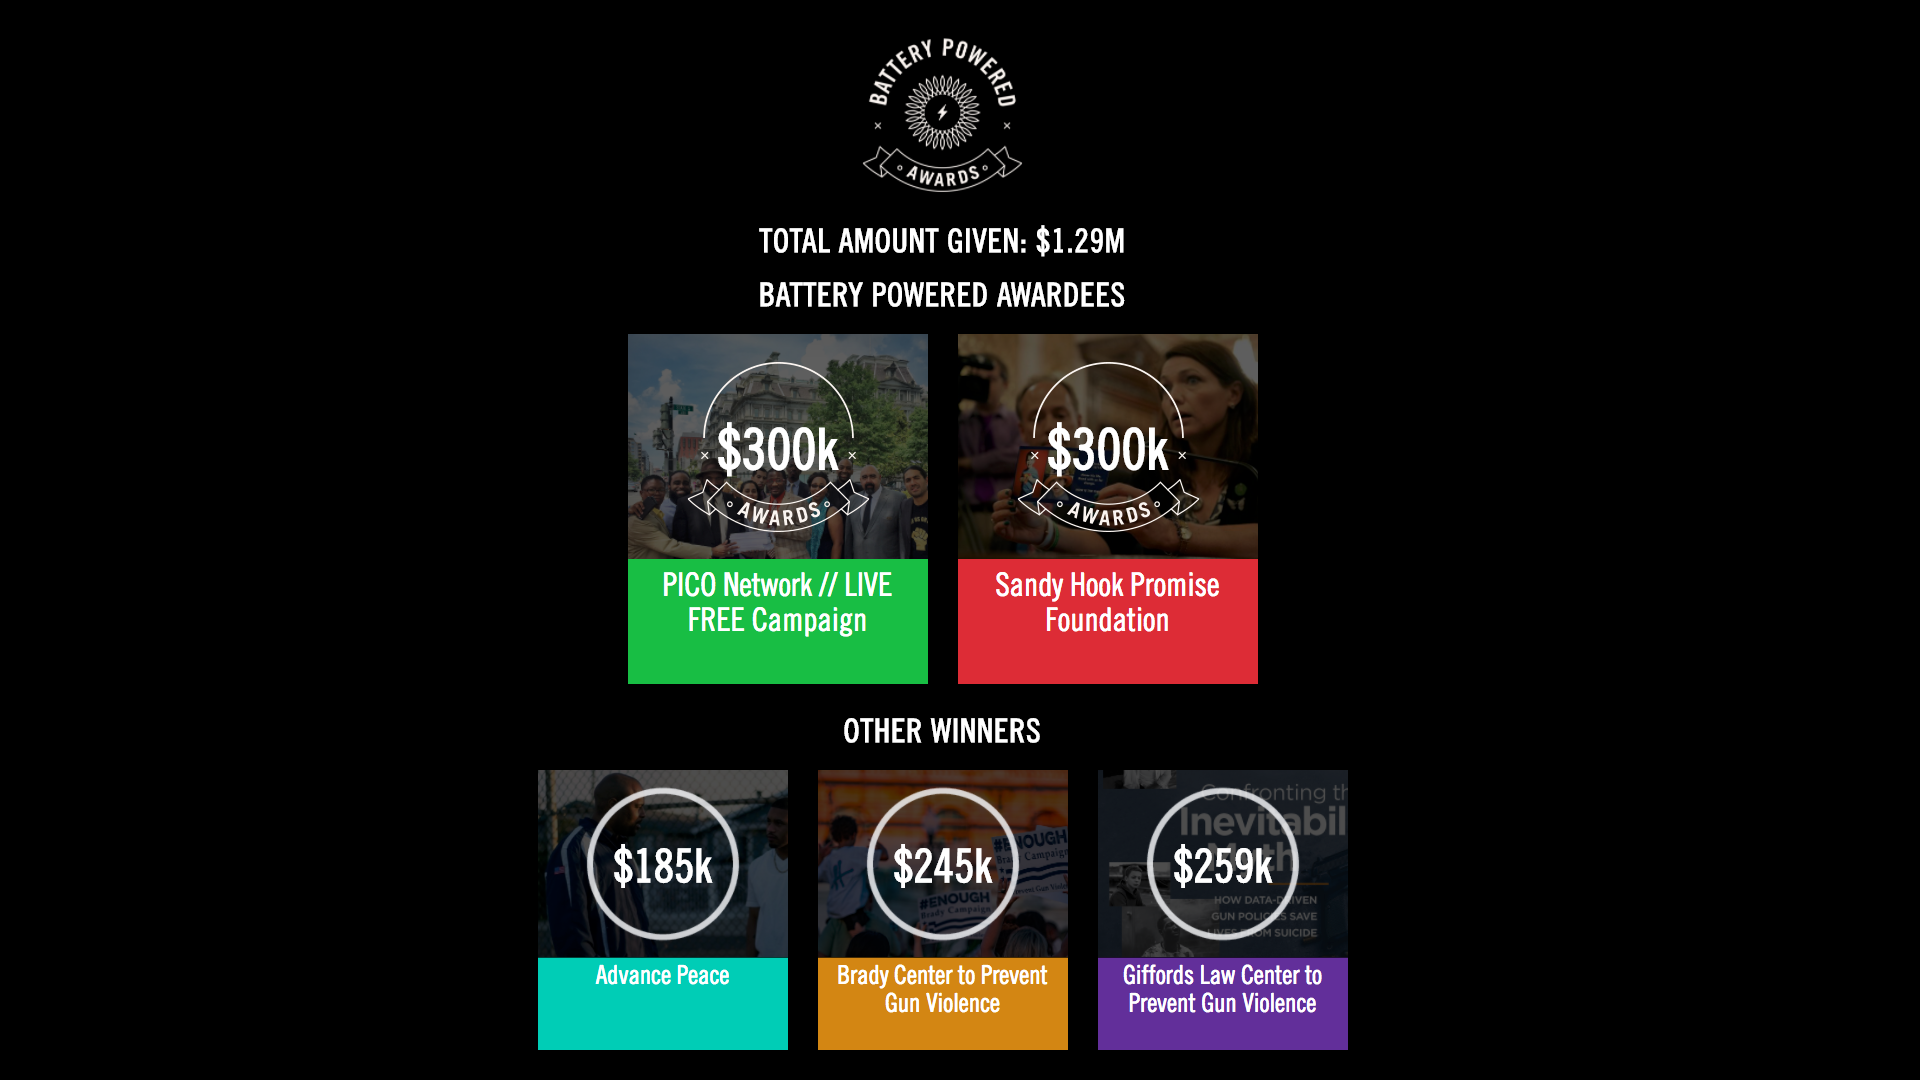 BATTERY POWERED
AWARDS
TOTAL AMOUNT GIVEN: $1.29M
BATTERY POWERED AWARDEES
$300k
AWARDS
PICO Network // LIVE
FREE Campaign
$300k
AWARDS
Sandy Hook Promise
Foundation
OTHER WINNERS
$185k
Advance Peace
#ENOUGH
Brady Campaign
#ENOUGH
Brady Campaign
$245k
Brady Center to Prevent
Gun Violence
Confronting th
Inevitabil
$259k
HOW DATA-DRIVEN
GUN POLICIES SAVE
LIVES FROM SUICIDE
Giffords Law Center to
Prevent Gun Violence